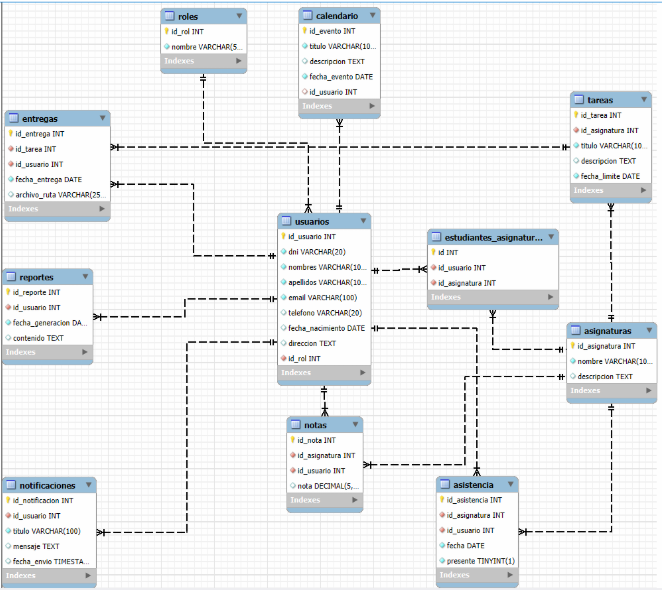 roles
id_rol INT
nombre VARCHAR(5...
Indexes
calendario
id_evento INT
titulo VARCHAR(10...
descripcion TEXT
fecha_evento DATE
id_usuario INT
Indexes
entregas
id_entrega INT
id_tarea INT
id_usuario INT
fecha_entrega DATE
archivo_ruta VARCHAR(25...
Indexes
tareas
id_tarea INT
id_asignatura INT
titulo VARCHAR(10...
descripcion TEXT
fecha_limite DATE
Indexes
usuarios
id_usuario INT
dni VARCHAR(20)
nombres VARCHAR(10...
apellidos VARCHAR(10...
email VARCHAR(100)
telefono VARCHAR(20)
fecha_nacimiento DATE
direccion TEXT
id_rol INT
Indexes
estudiantes_asignatur...
id INT
id_usuario INT
id_asignatura INT
Indexes
reportes
id_reporte INT
id_usuario INT
fecha_generacion DA...
contenido TEXT
Indexes
asignaturas
id_asignatura INT
nombre VARCHAR(10...
descripcion TEXT
Indexes
notas
id_nota INT
id_asignatura INT
id_usuario INT
nota DECIMAL(5,...
Indexes
notificaciones
id_notificacion INT
id_usuario INT
titulo VARCHAR(100)
mensaje TEXT
fecha_envio TIMESTA...
Indexes
asistencia
id_asistencia INT
id_asignatura INT
id_usuario INT
fecha DATE
presente TINYINT(1)
Indexes